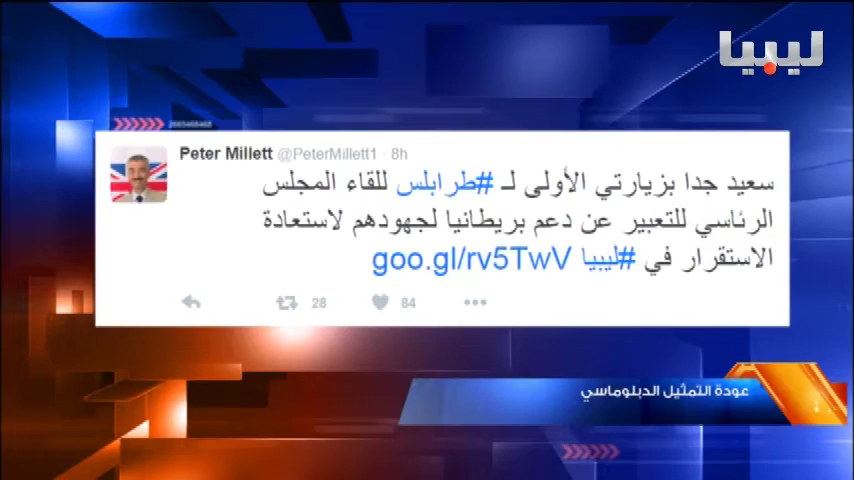 ليبيا
2665468468
Peter Millett @PeterMillett1 · 8h
سعيد جدا بزيارتي الأولى لـ #طرابلس للقاء المجلس
الرئاسي للتعبير عن دعم بريطانيا لجهودهم لاستعادة
الاستقرار في #ليبيا goo.gl/rv5TwV
28 84
عودة التمثيل الدبلوماسي